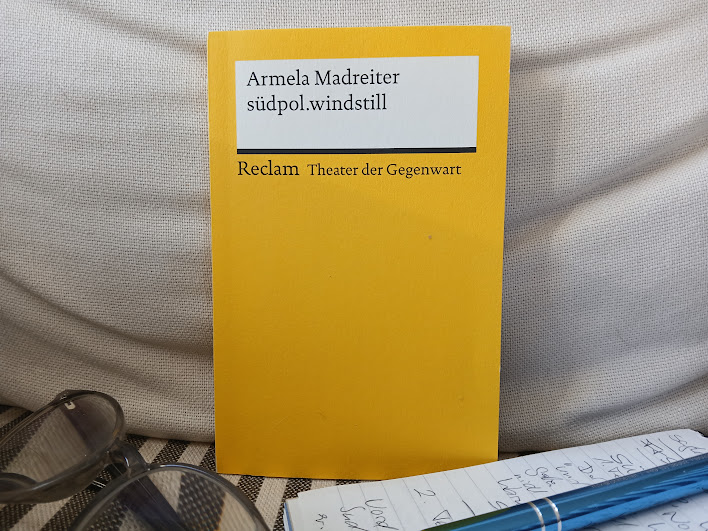 Armela Madreiter
südpol.windstill
Reclam Theater der Gegenwart